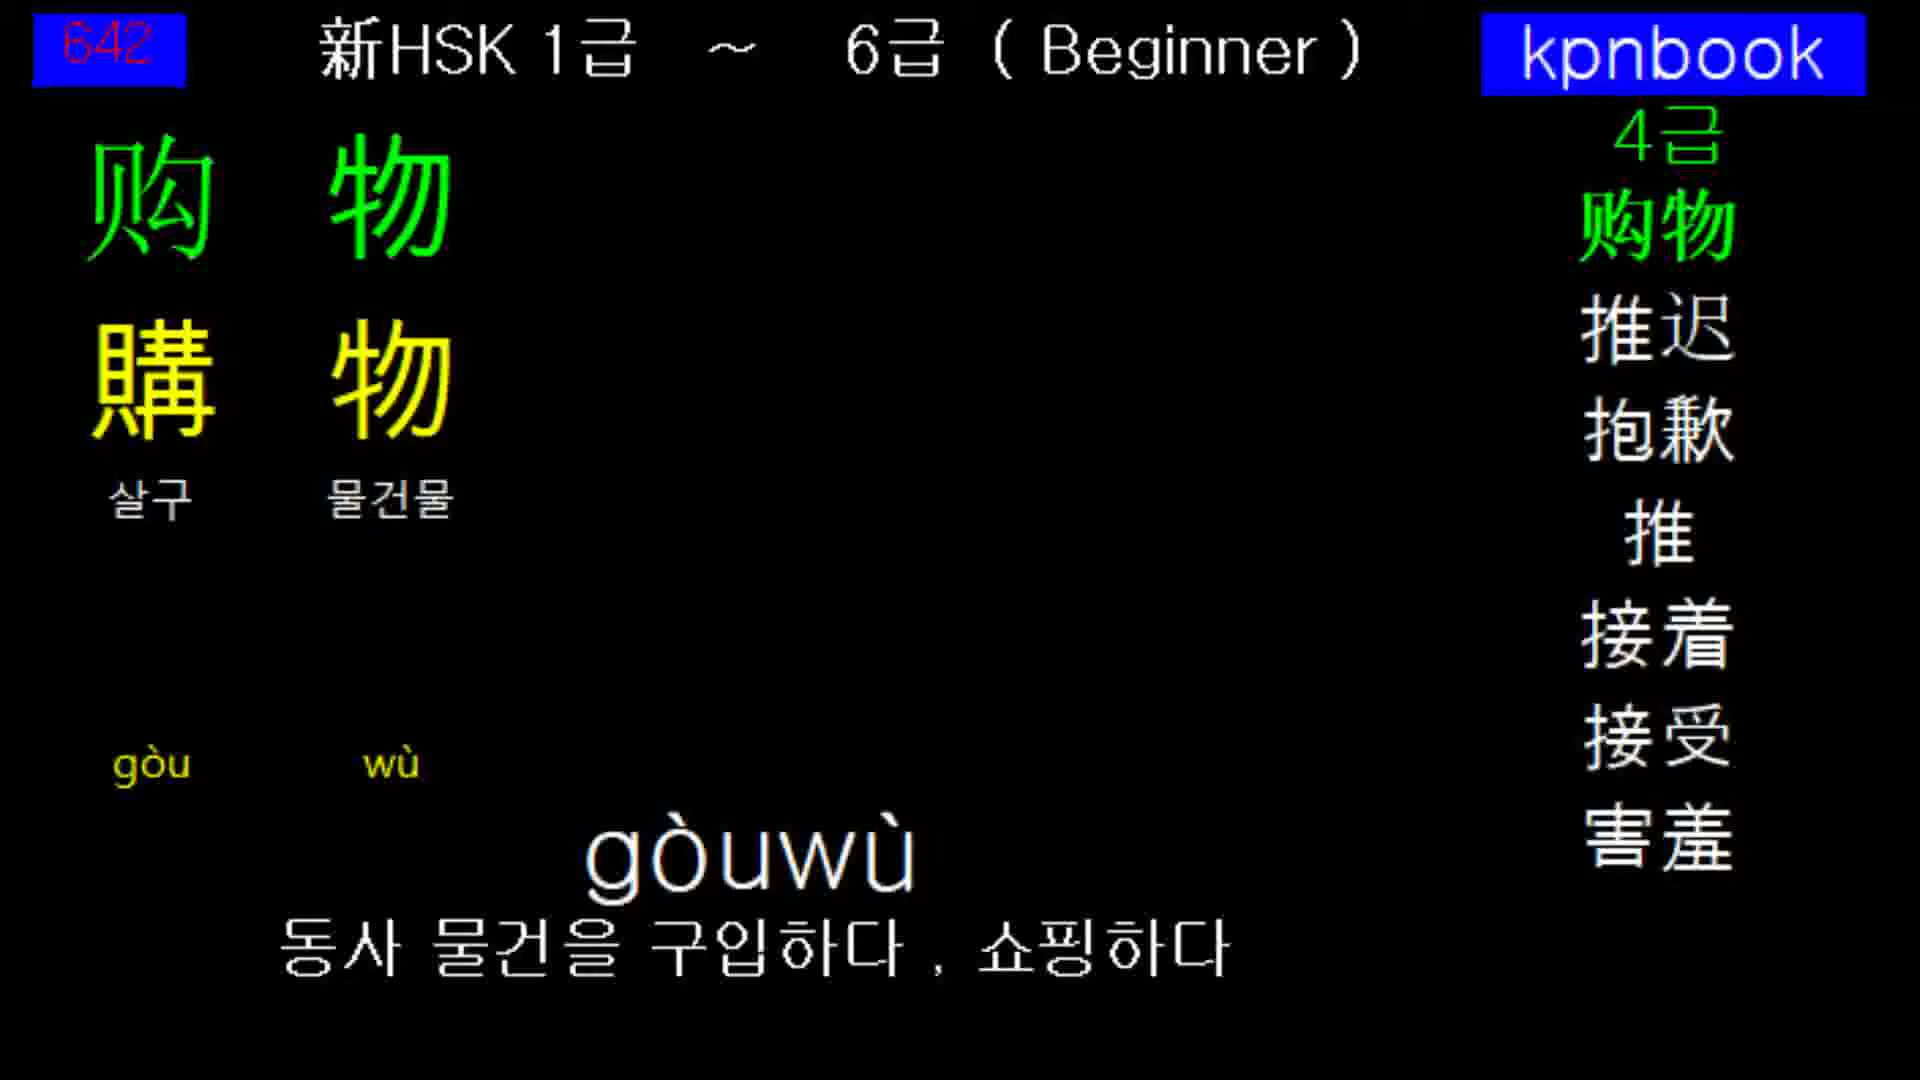 642 新HSK 1급 ~ 6급 ( Beginner ) kpnbook
购 物
購 物
살구 물건물
gòu wù
gòuwù
동사 물건을 구입하다 , 쇼핑하다
4급
购物
推迟
抱歉
推
接着
接受
害羞